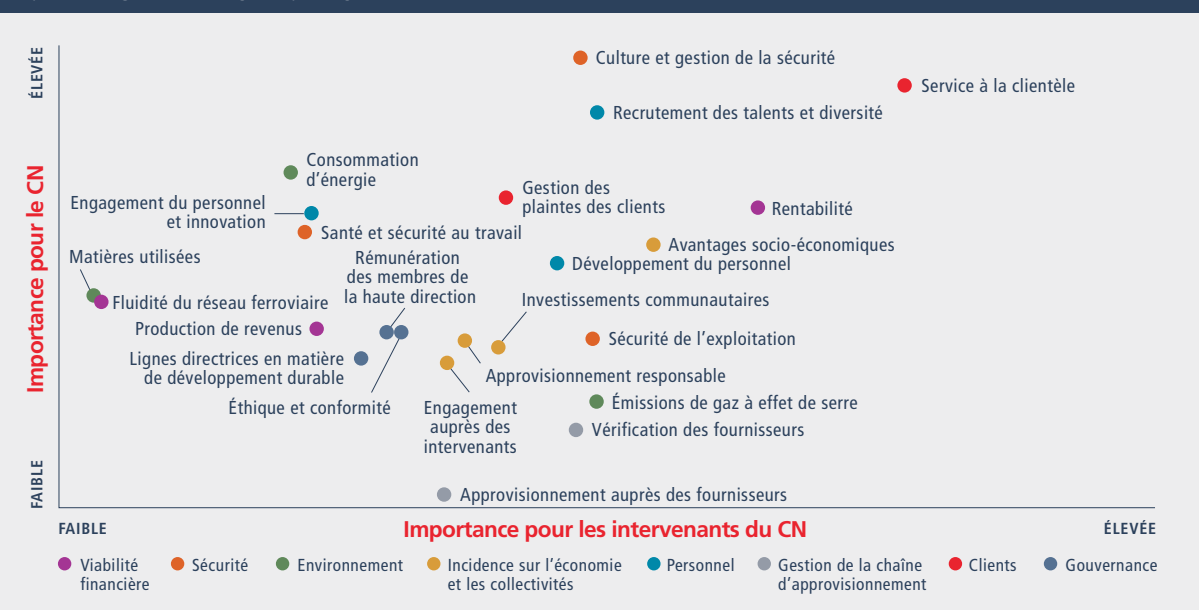 ÉLEVÉE
Importance pour le CN
FAIBLE
Culture et gestion de la sécurité
Service à la clientèle
Recrutement des talents et diversité
Consommation
d’énergie
Gestion des
plaintes des clients
Engagement du personnel
et innovation
Rentabilité
Santé et sécurité au travail
Avantages socio-économiques
Matières utilisées
Rémunération
des membres de
la haute direction
Développement du personnel
Fluidité du réseau ferroviaire
Investissements communautaires
Production de revenus
Sécurité de l’exploitation
Lignes directrices en matière
de développement durable
Approvisionnement responsable
Éthique et conformité
Engagement
auprès des
intervenants
Émissions de gaz à effet de serre
Vérification des fournisseurs
Approvisionnement auprès des fournisseurs
FAIBLE
Importance pour les intervenants du CN
ÉLEVÉE
Viabilité
financière
Sécurité
Environnement
Incidence sur l’économie
et les collectivités
Personnel
Gestion de la chaîne
d’approvisionnement
Clients
Gouvernance